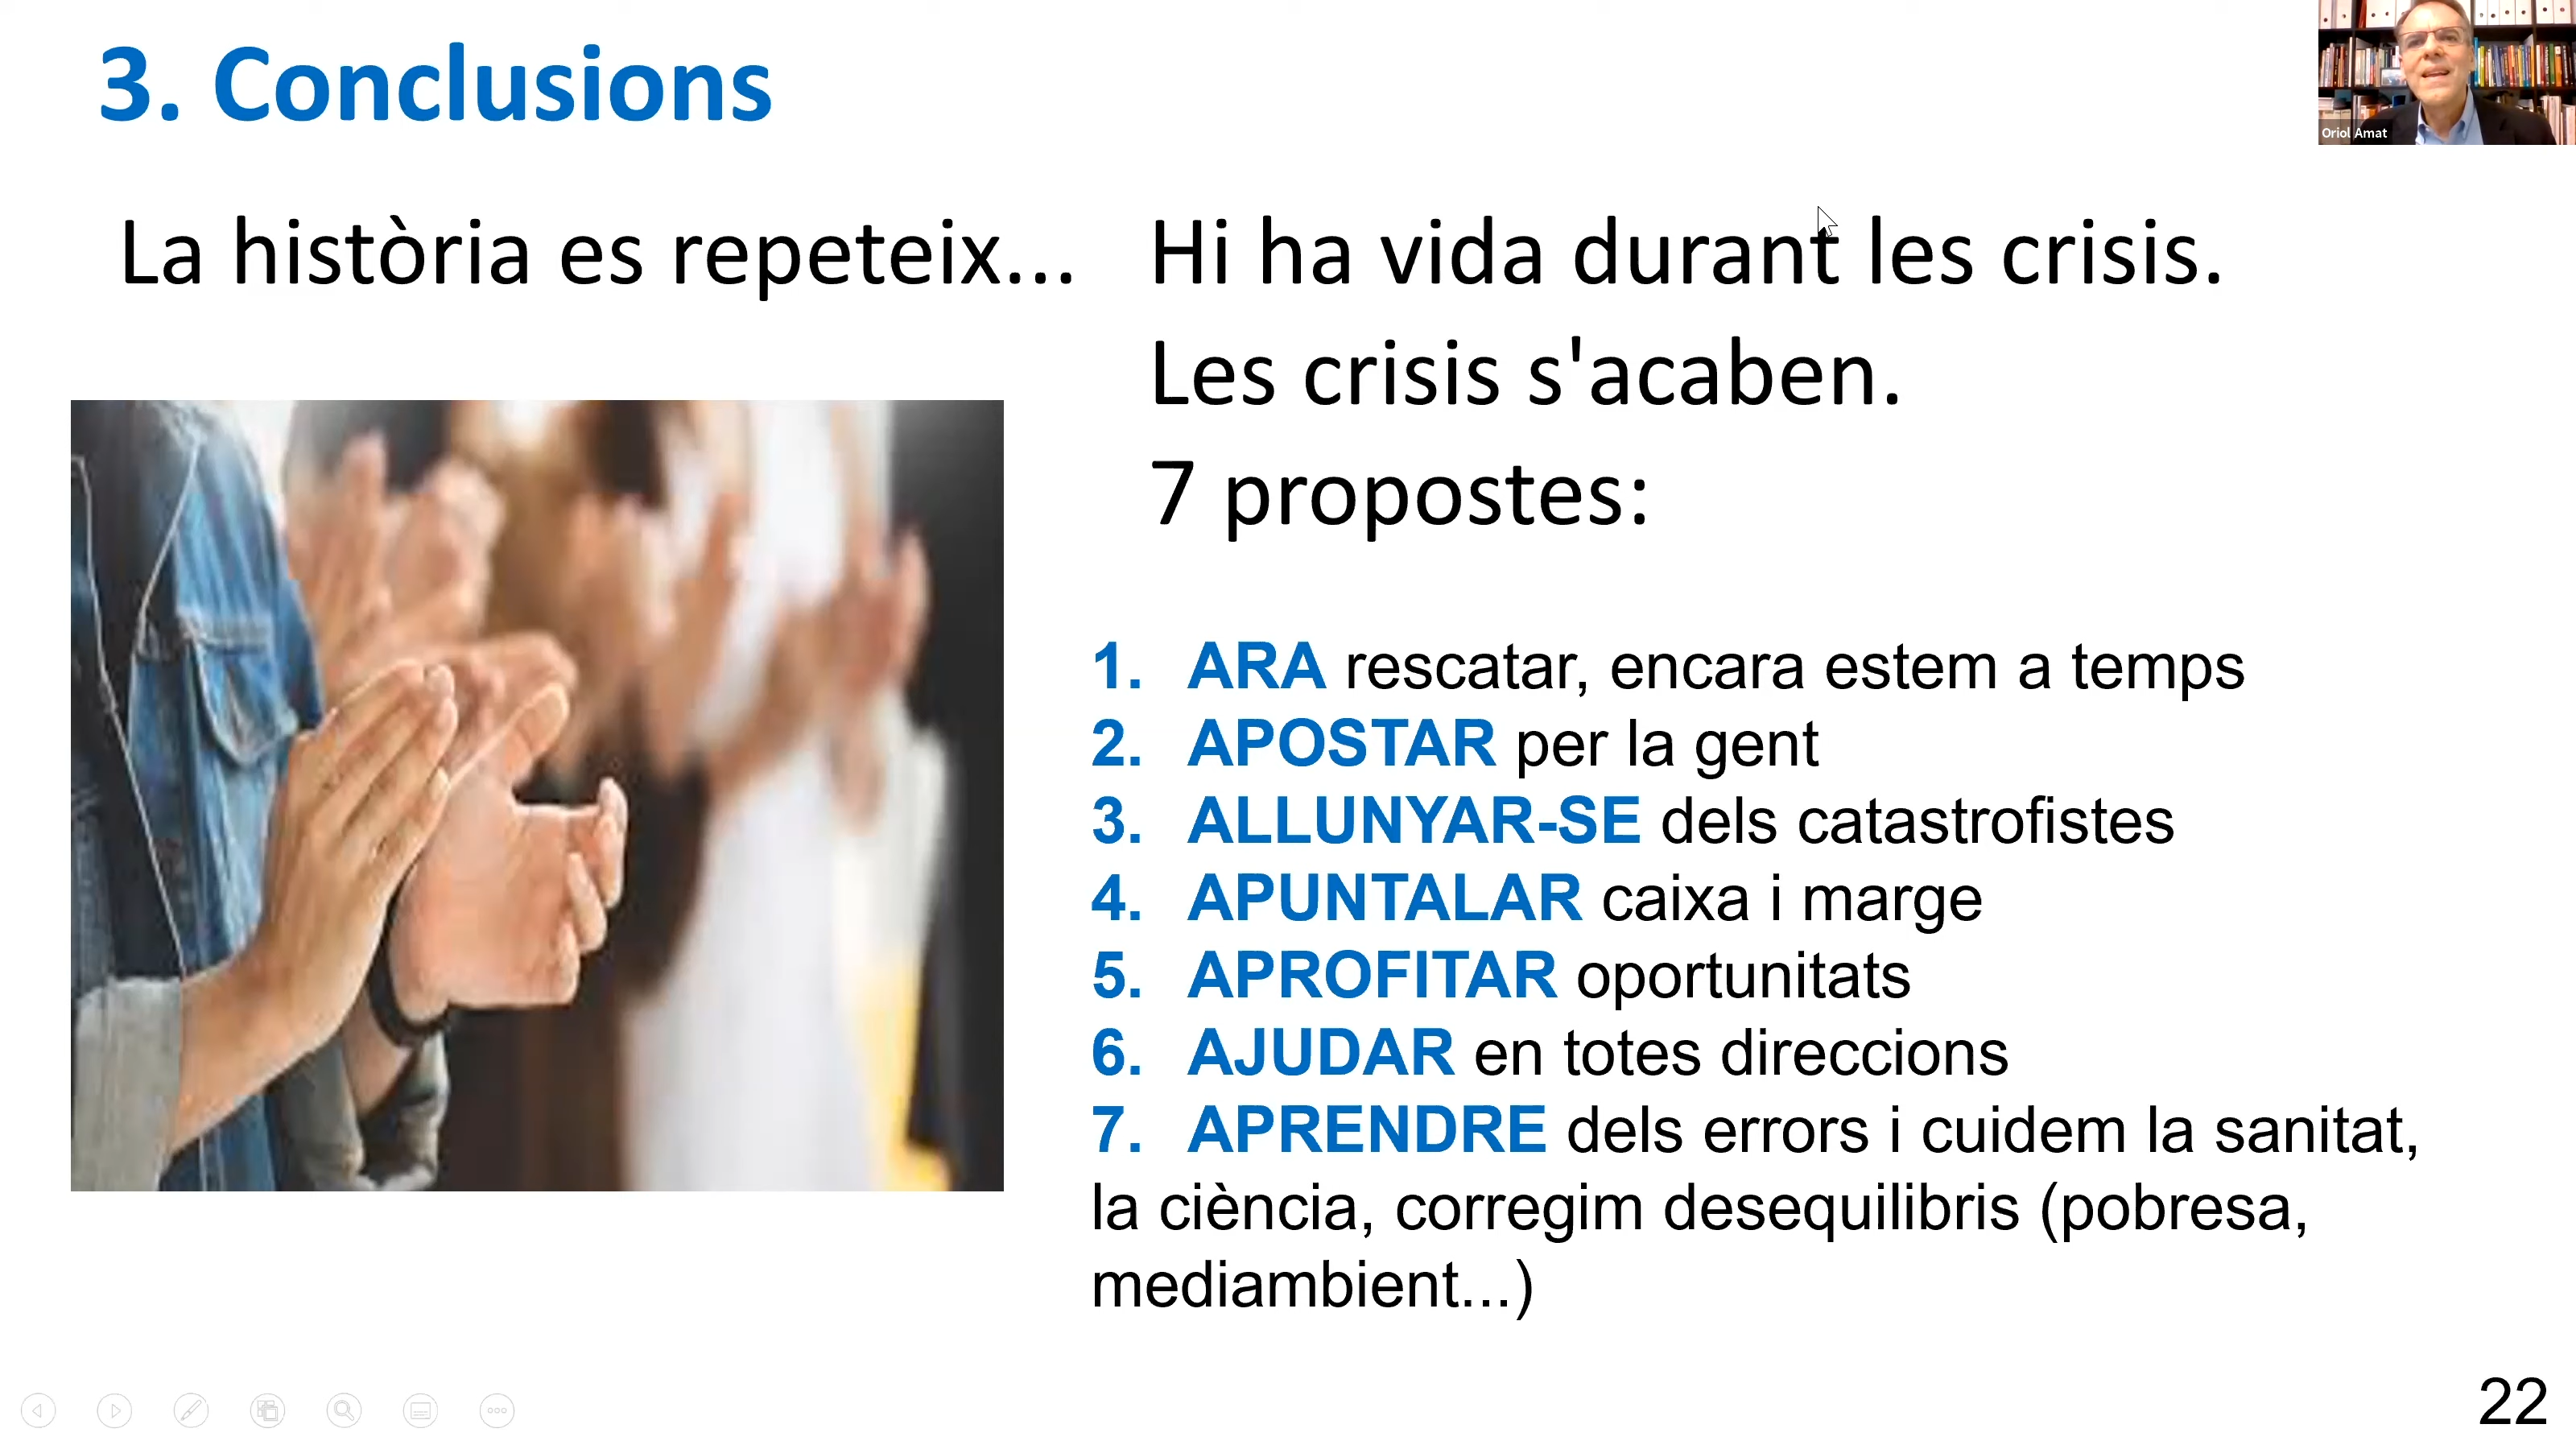 3. Conclusions
Oriol Amat
La història es repeteix...
Hi ha vida durant les crisis.
Les crisis s'acaben.
7 propostes:
1. ARA rescatar, encara estem a temps
2. APOSTAR per la gent
3. ALLUNYAR-SE dels catastrofistes
4. APUNTALAR caixa i marge
5. APROFITAR oportunitats
6. AJUDAR en totes direccions
7. APRENDRE dels errors i cuidem la sanitat,
la ciència, corregim desequilibris (pobresa,
mediambient...)
22